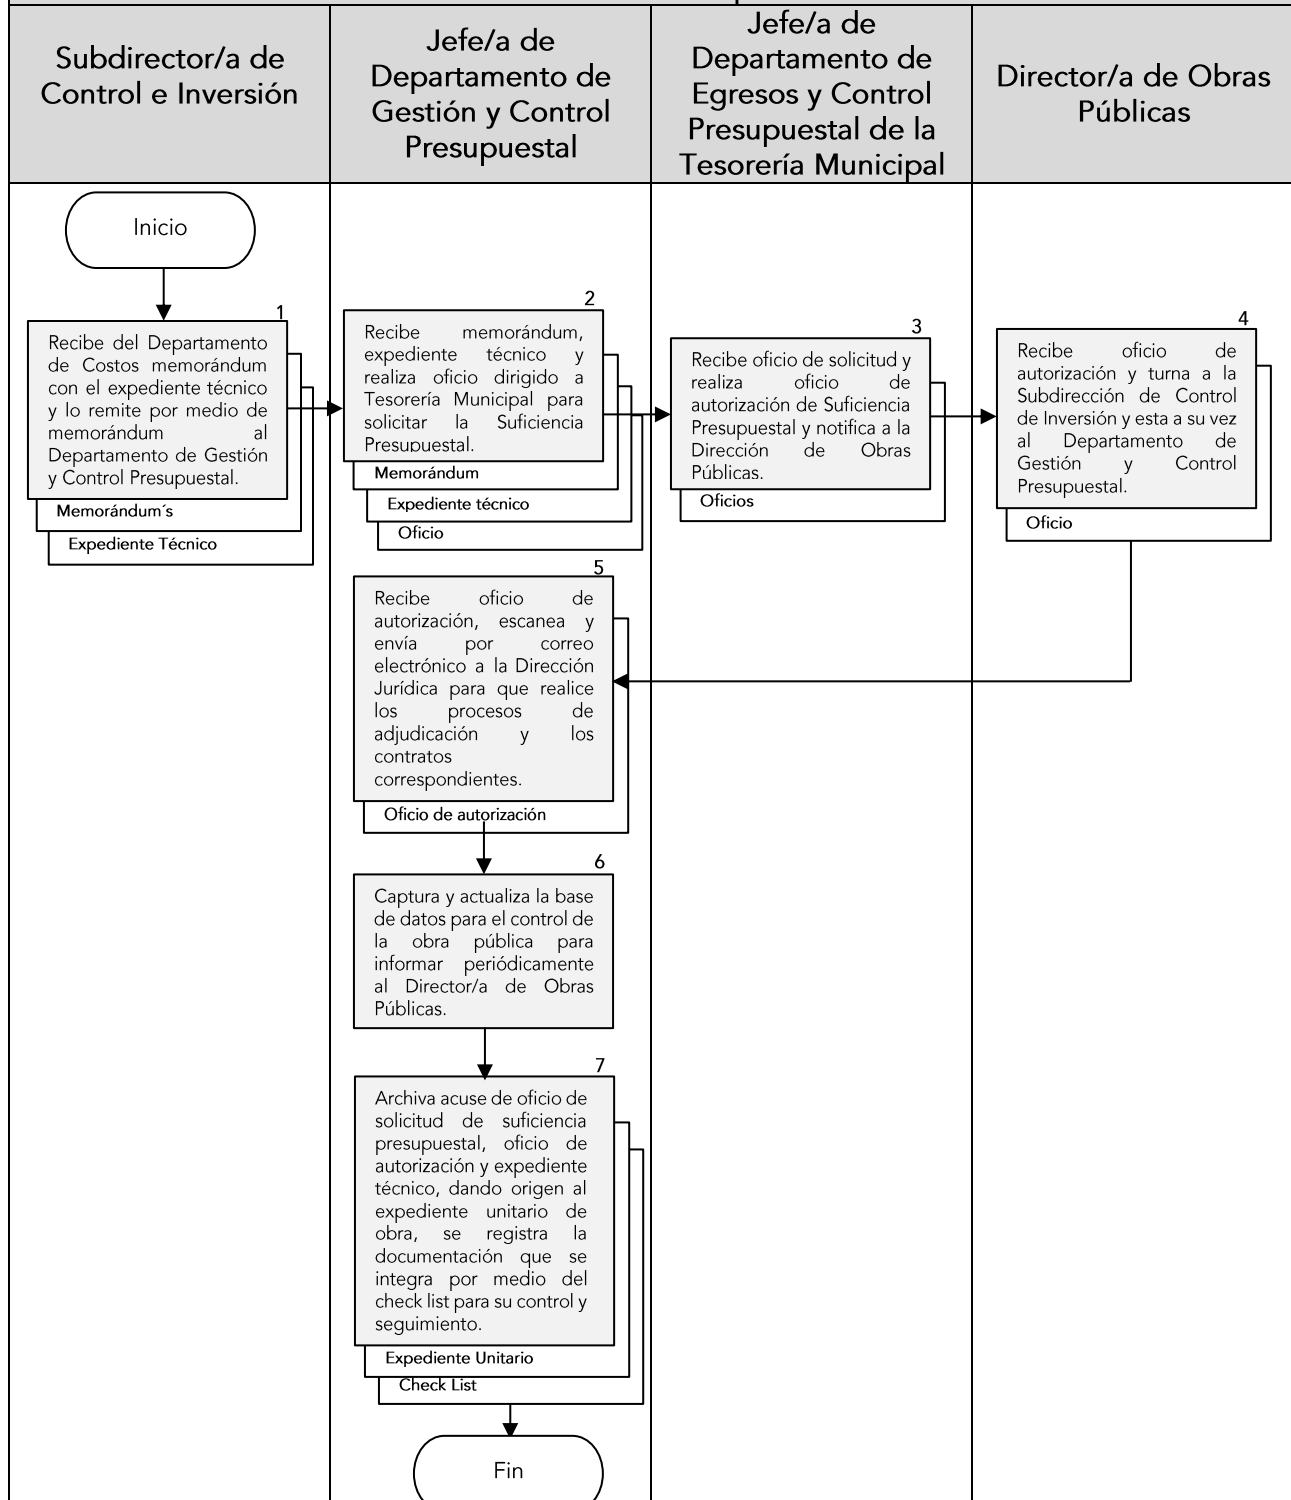 Subdirector/a de
Control e Inversión
Jefe/a de
Departamento de
Gestión y Control
Presupuestal
Jefe/a de
Departamento de
Egresos y Control
Presupuestal de la
Tesorería Municipal
Director/a de Obras
Públicas
Inicio
1
Recibe del Departamento
de Costos memorándum
con el expediente técnico
y lo remite por medio de
memorándum al
Departamento de Gestión
y Control Presupuestal.
Memorándum´s
Expediente Técnico
2
Recibe memorándum,
expediente técnico y
realiza oficio dirigido a
Tesorería Municipal para
solicitar la Suficiencia
Presupuestal.
Memorándum
Expediente técnico
Oficio
3
Recibe oficio de solicitud y
realiza oficio de
autorización de Suficiencia
Presupuestal y notifica a la
Dirección de Obras
Públicas.
Oficios
4
Recibe oficio de
autorización y turna a la
Subdirección de Control
de Inversión y esta a su vez
al Departamento de
Gestión y Control
Presupuestal.
Oficio
5
Recibe oficio de
autorización, escanea y
envía por correo
electrónico a la Dirección
Jurídica para que realice
los procesos de
adjudicación y los
contratos
correspondientes.
Oficio de autorización
6
Captura y actualiza la base
de datos para el control de
la obra pública para
informar periódicamente
al Director/a de Obras
Públicas.
7
Archiva acuse de oficio de
solicitud de suficiencia
presupuestal, oficio de
autorización y expediente
técnico, dando origen al
expediente unitario de
obra, se registra la
documentación que se
integra por medio del
check list para su control y
seguimiento.
Expediente Unitario
Check List
Fin